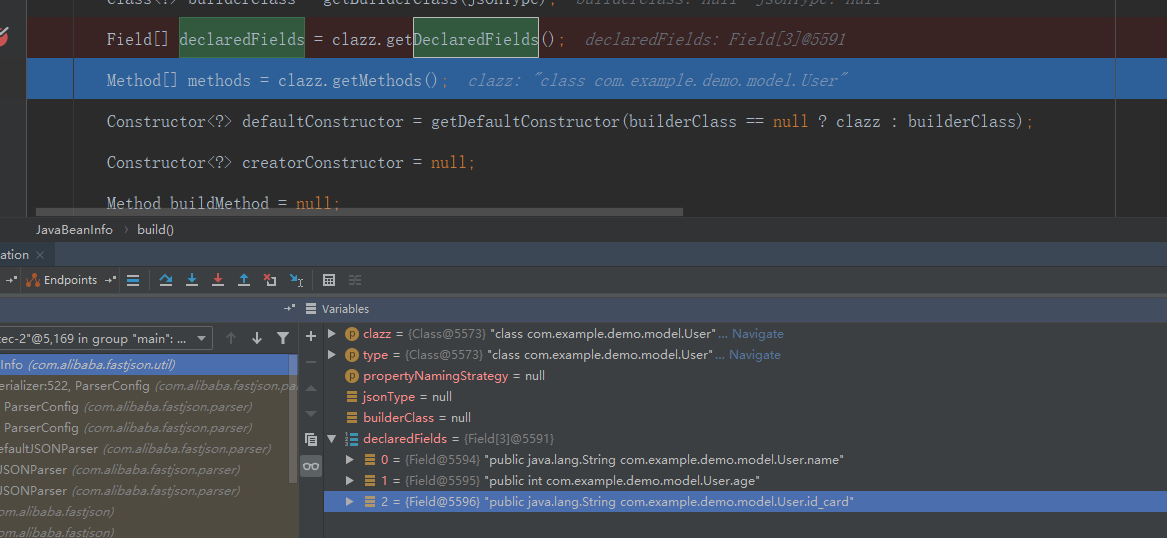 Class<?> builderClass = getBuilderClass(jsonType); builderClass: null jsonType: null
Field[] declaredFields = clazz.getDeclaredFields(); declaredFields: Field[3]@5591
Method[] methods = clazz.getMethods(); clazz: "class com.example.demo.model.User"
Constructor<?> defaultConstructor = getDefaultConstructor(builderClass == null ? clazz : builderClass);
Constructor<?> creatorConstructor = null;
Method buildMethod = null;
JavaBeanInfo › build()
ation ×
Endpoints
Variables
tec-2"@5,169 in group "main": ...
Info (com.alibaba.fastjson.util)
erializer:522, ParserConfig (com.alibaba.fastjson.par
ParserConfig (com.alibaba.fastjson.parser)
ParserConfig (com.alibaba.fastjson.parser)
efaultJSONParser (com.alibaba.fastjson.parser)
JSONParser (com.alibaba.fastjson.parser)
JSONParser (com.alibaba.fastjson.parser)
com.alibaba.fastjson)
om.alibaba.fastjson)
clazz = {Class@5573} "class com.example.demo.model.User"... Navigate
type = {Class@5573} "class com.example.demo.model.User"... Navigate
propertyNamingStrategy = null
jsonType = null
builderClass = null
declaredFields = {Field[3]@5591}
0 = {Field@5594} "public java.lang.String com.example.demo.model.User.name"
1 = {Field@5595} "public int com.example.demo.model.User.age"
2 = {Field@5596} "public java.lang.String com.example.demo.model.User.id_card"